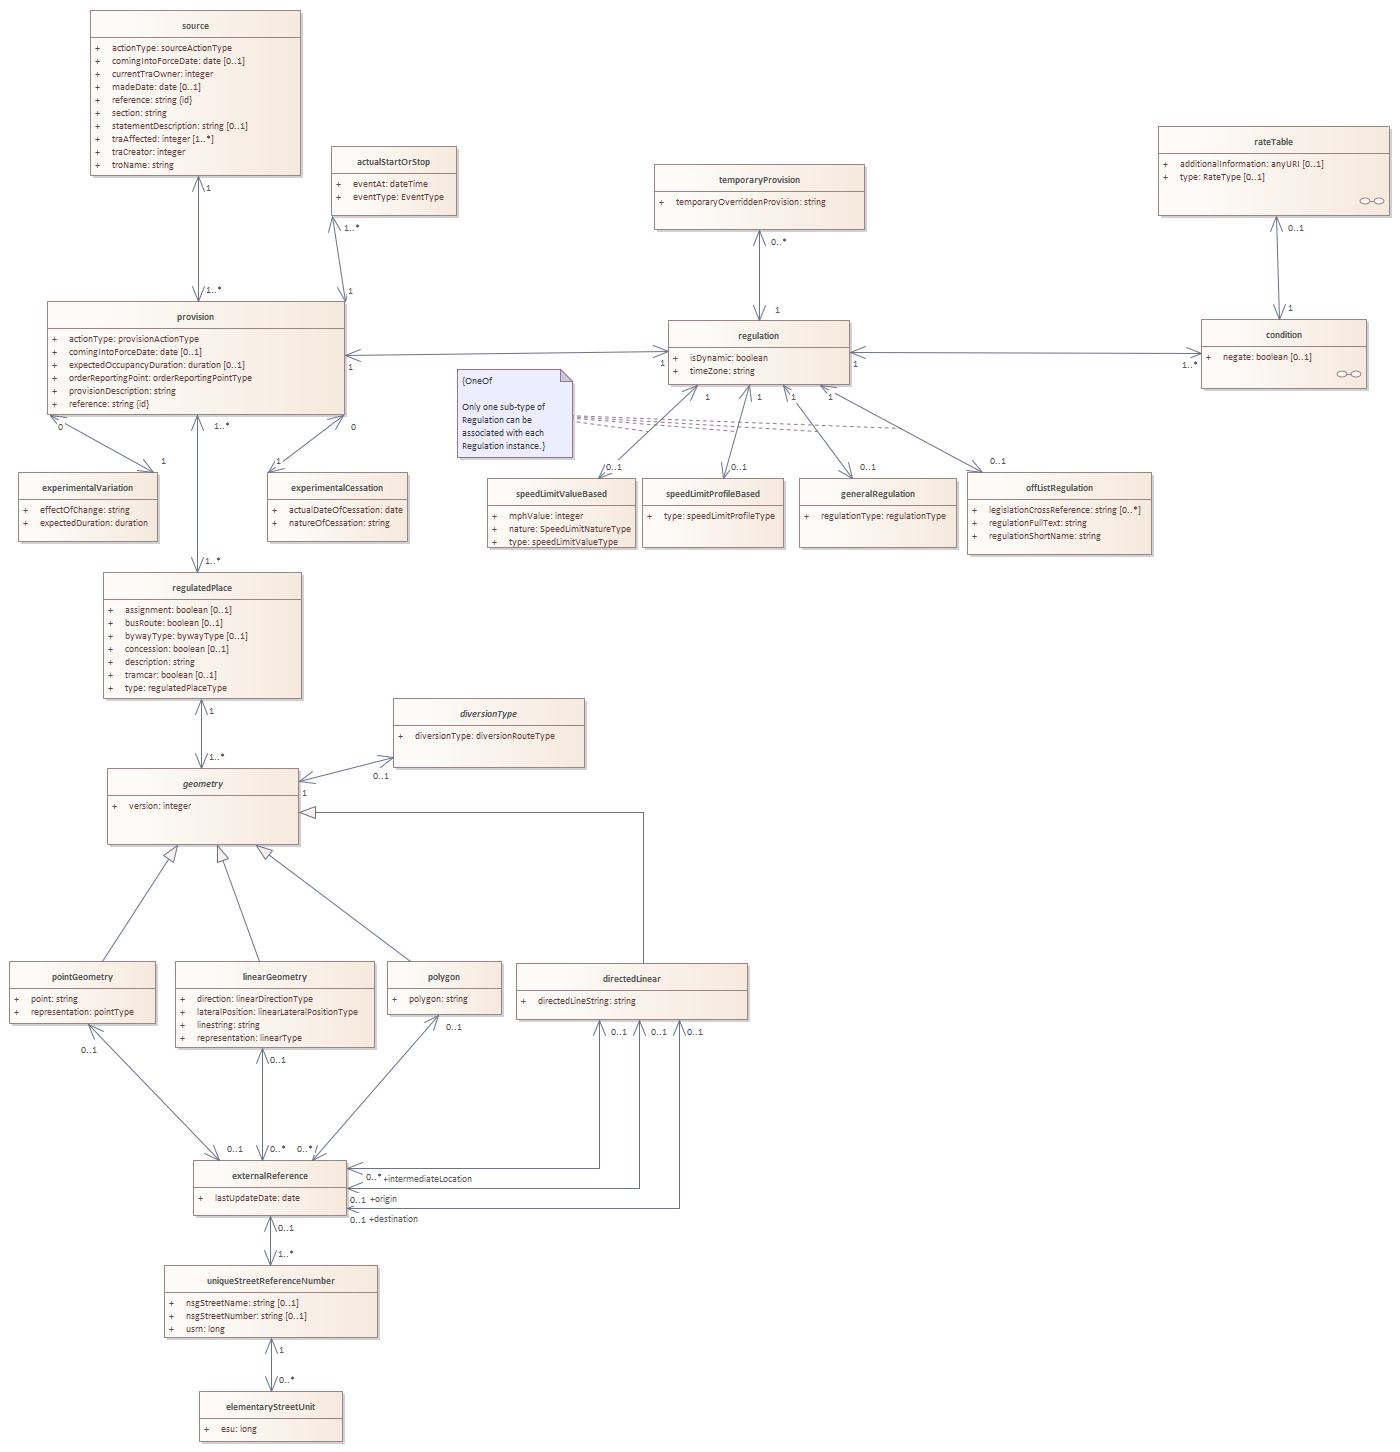 source
+ actionType: sourceActionType
+ comingIntoForceDate: date [0..1]
+ currentTraOwner: integer
+ madeDate: date [0..1]
+ reference: string {id}
+ section: string
+ statementDescription: string [0..1]
+ traAffected: integer [1..*]
+ traCreator: integer
+ troName: string
1
1..*
actualStartOrStop
+ eventAt: dateTime
+ eventType: EventType
1..*
1
temporaryProvision
+ temporaryOverriddenProvision: string
0..*
1
rateTable
+ additionalInformation: anyURI [0..1]
+ type: RateType [0..1]
0..1
1
provision
+ actionType: provisionActionType
+ comingIntoForceDate: date [0..1]
+ expectedOccupancyDuration: duration [0..1]
+ orderReportingPoint: orderReportingPointType
+ provisionDescription: string
+ reference: string {id}
1
1
regulation
+ isDynamic: boolean
+ timeZone: string
1
1..*
condition
+ negate: boolean [0..1]
{OneOf
Only one sub-type of
Regulation can be
associated with each
Regulation instance.}
1
1
1
1
0..1
0..1
0..1
0..1
0
1
1..*
0
1
experimentalVariation
+ effectOfChange: string
+ expectedDuration: duration
experimentalCessation
+ actualDateOfCessation: date
+ natureOfCessation: string
speedLimitValueBased
+ mphValue: integer
+ nature: SpeedLimitNatureType
+ type: speedLimitValueType
speedLimitProfileBased
+ type: speedLimitProfileType
generalRegulation
+ regulationType: regulationType
offListRegulation
+ legislationCrossReference: string [0..*]
+ regulationFullText: string
+ regulationShortName: string
1..*
regulatedPlace
+ assignment: boolean [0..1]
+ busRoute: boolean [0..1]
+ bywayType: bywayType [0..1]
+ concession: boolean [0..1]
+ description: string
+ tramcar: boolean [0..1]
+ type: regulatedPlaceType
1
1..*
diversionType
+ diversionType: diversionRouteType
0..1
1
geometry
+ version: integer
pointGeometry
+ point: string
+ representation: pointType
linearGeometry
+ direction: linearDirectionType
+ lateralPosition: linearLateralPositionType
+ linestring: string
+ representation: linearType
polygon
+ polygon: string
directedLinear
+ directedLineString: string
0..1
0..1
0..1
0..1
0..1
0..1
0..1
0..*
0..*
externalReference
+ lastUpdateDate: date
0..* +intermediateLocation
0..1 +origin
0..1 +destination
0..1
1..*
uniqueStreetReferenceNumber
+ nsgStreetName: string [0..1]
+ nsgStreetNumber: string [0..1]
+ usrn: long
1
0..*
elementaryStreetUnit
+ esu: long